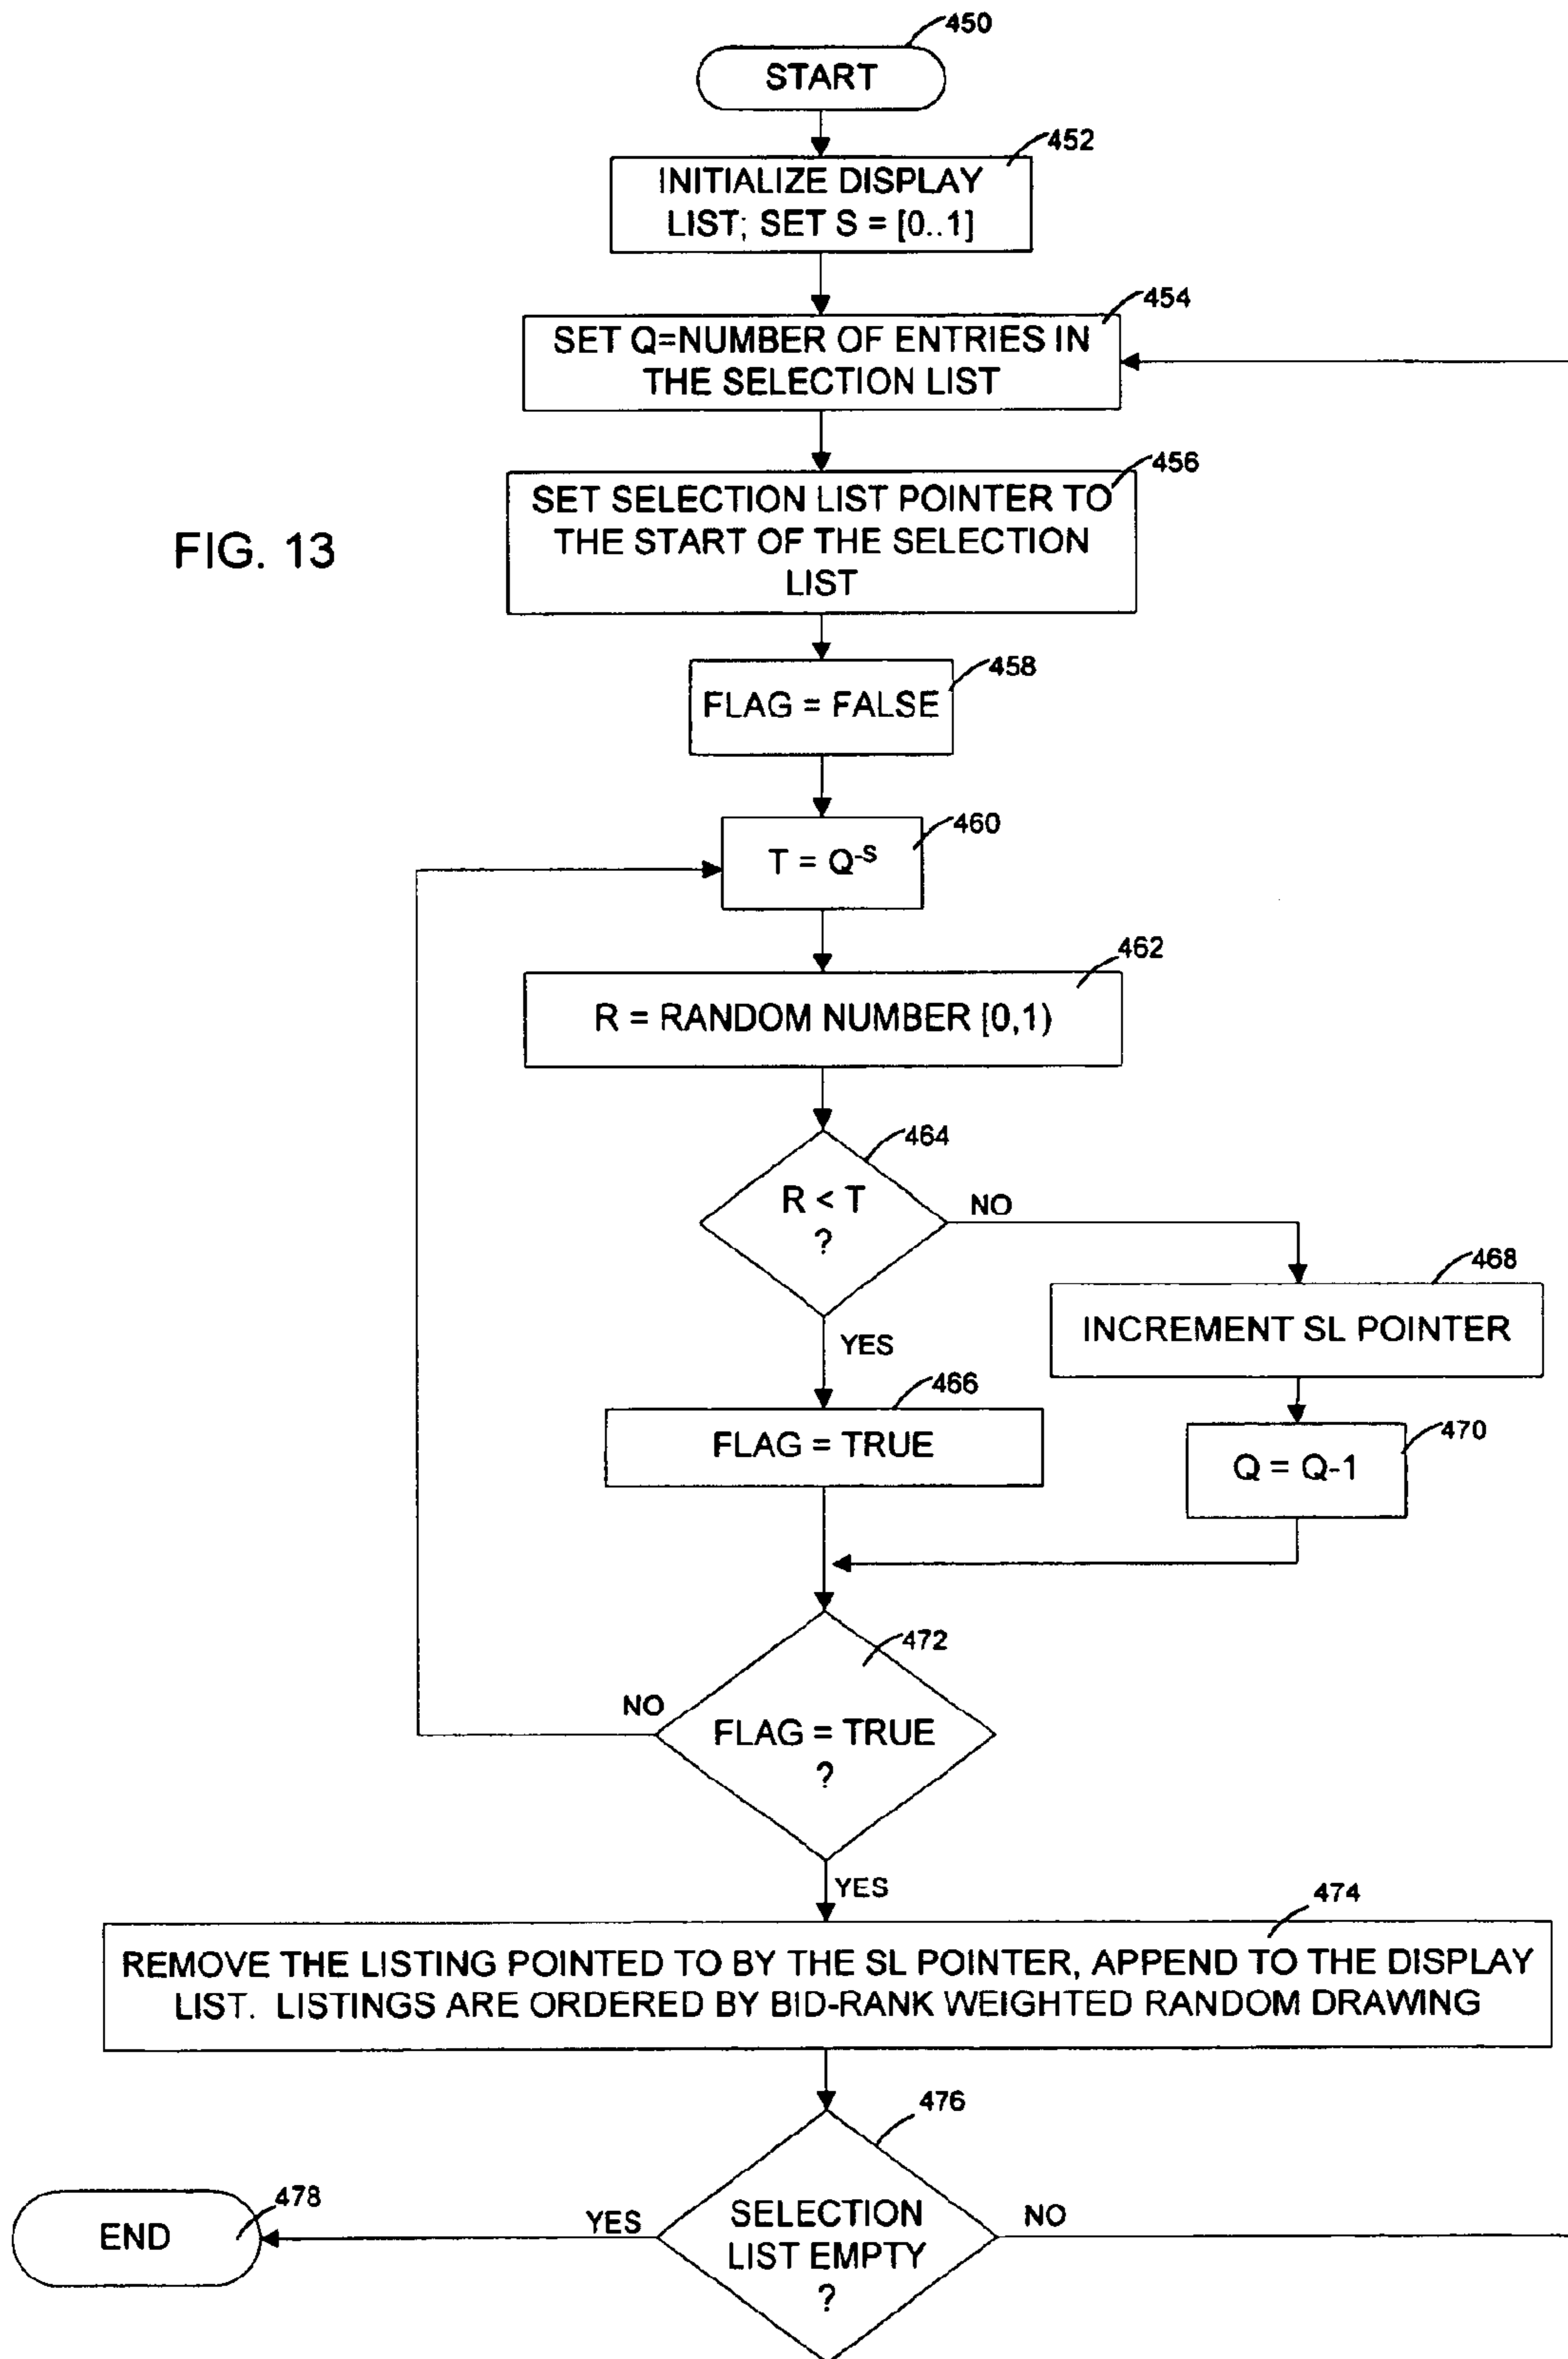 450
START
452
INITIALIZE DISPLAY
LIST; SET S = [0..1]
454
SET Q=NUMBER OF ENTRIES IN
THE SELECTION LIST
456
SET SELECTION LIST POINTER TO
THE START OF THE SELECTION
LIST
FIG. 13
458
FLAG = FALSE
460
T = Q^-S
462
R = RANDOM NUMBER [0,1)
464
R < T
?
NO
468
INCREMENT SL POINTER
YES
466
FLAG = TRUE
470
Q = Q-1
472
NO
FLAG = TRUE
?
YES
474
REMOVE THE LISTING POINTED TO BY THE SL POINTER, APPEND TO THE DISPLAY
LIST. LISTINGS ARE ORDERED BY BID-RANK WEIGHTED RANDOM DRAWING
476
478
END
YES
SELECTION
LIST EMPTY
?
NO